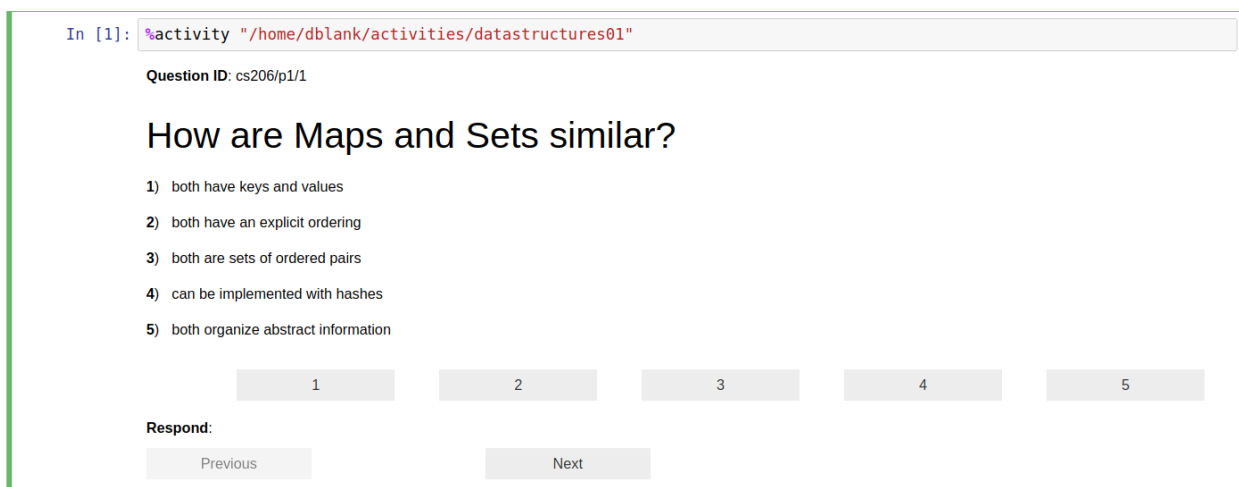 In [1]: %activity "/home/dblank/activities/datastructures01"
Question ID: cs206/p1/1
How are Maps and Sets similar?
1) both have keys and values
2) both have an explicit ordering
3) both are sets of ordered pairs
4) can be implemented with hashes
5) both organize abstract information
1 2 3 4 5
Respond:
Previous Next